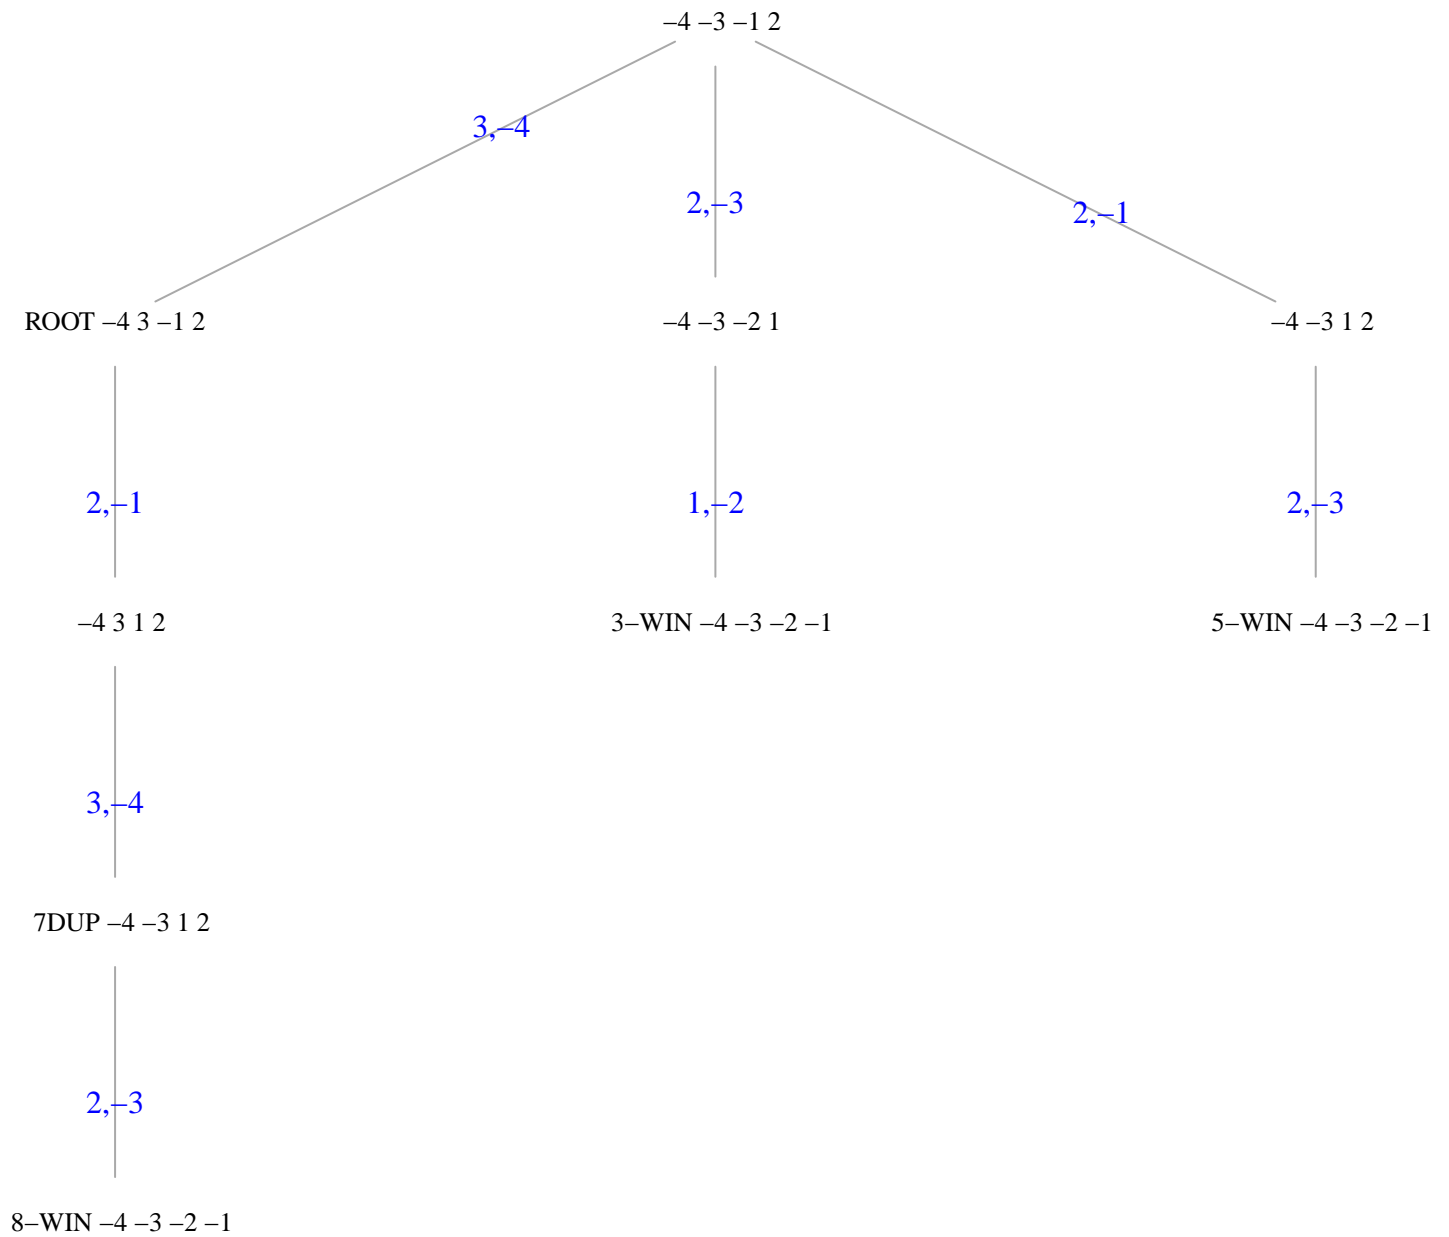 –4 –3 –1 2
3,–4
2,–3
2,–1
ROOT –4 3 –1 2
–4 –3 –2 1
–4 –3 1 2
2,–1
1,–2
2,–3
–4 3 1 2
3–WIN –4 –3 –2 –1
5–WIN –4 –3 –2 –1
3,–4
7DUP –4 –3 1 2
2,–3
8–WIN –4 –3 –2 –1